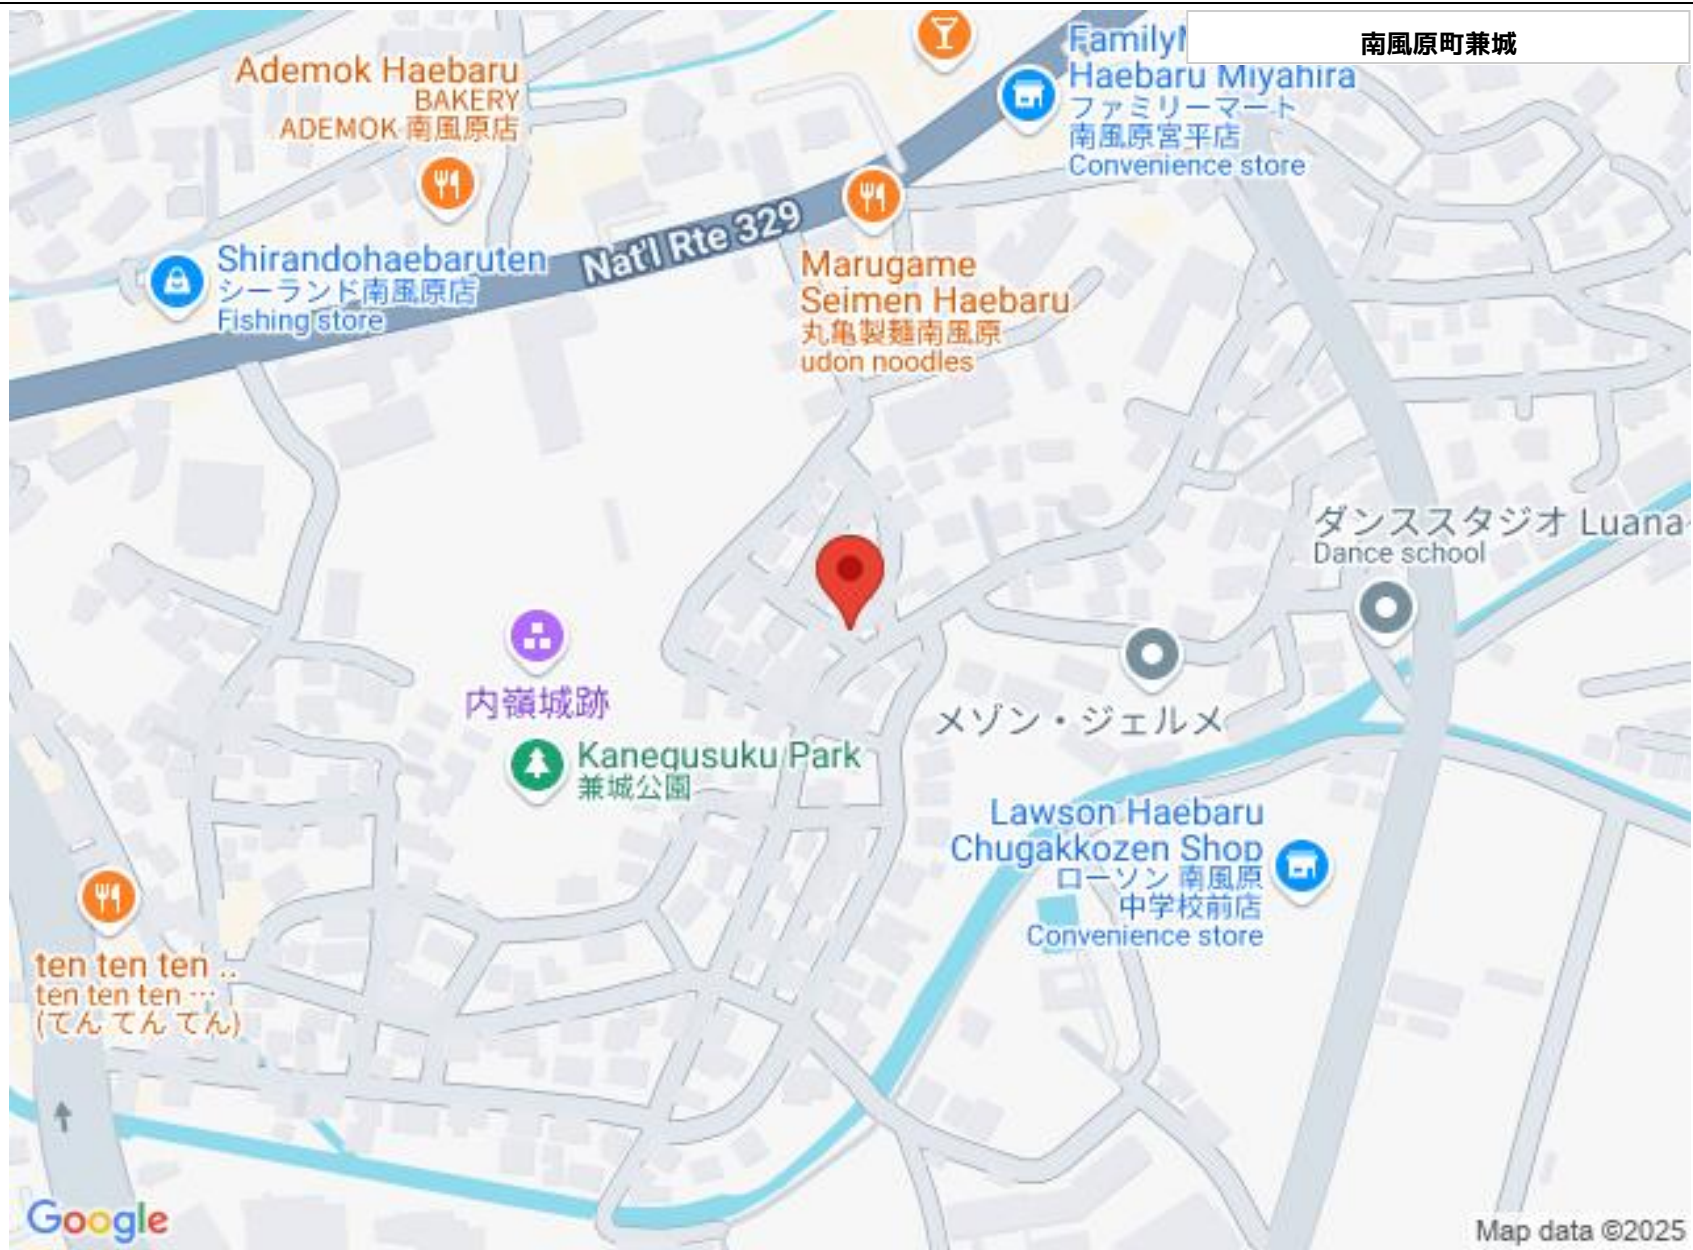 南風原町兼城
FamilyM
Haebaru Miyahira
ファミリーマート
南風原宮平店
Convenience store
Ademok Haebaru
BAKERY
ADEMOK 南風原店
Nat'l Rte 329
Shirandohaebaruten
シーランド南風原店
Fishing store
Marugame
Seimen Haebaru
丸亀製麺南風原
udon noodles
ダンススタジオ Luana
Dance school
内嶺城跡
メゾン・ジェルメ
Kanegusuku Park
兼城公園
Lawson Haebaru
Chugakkozen Shop
ローソン 南風原
中学校前店
Convenience store
ten ten ten ..
ten ten ten …
(てん てん てん)
Google
Map data ©2025